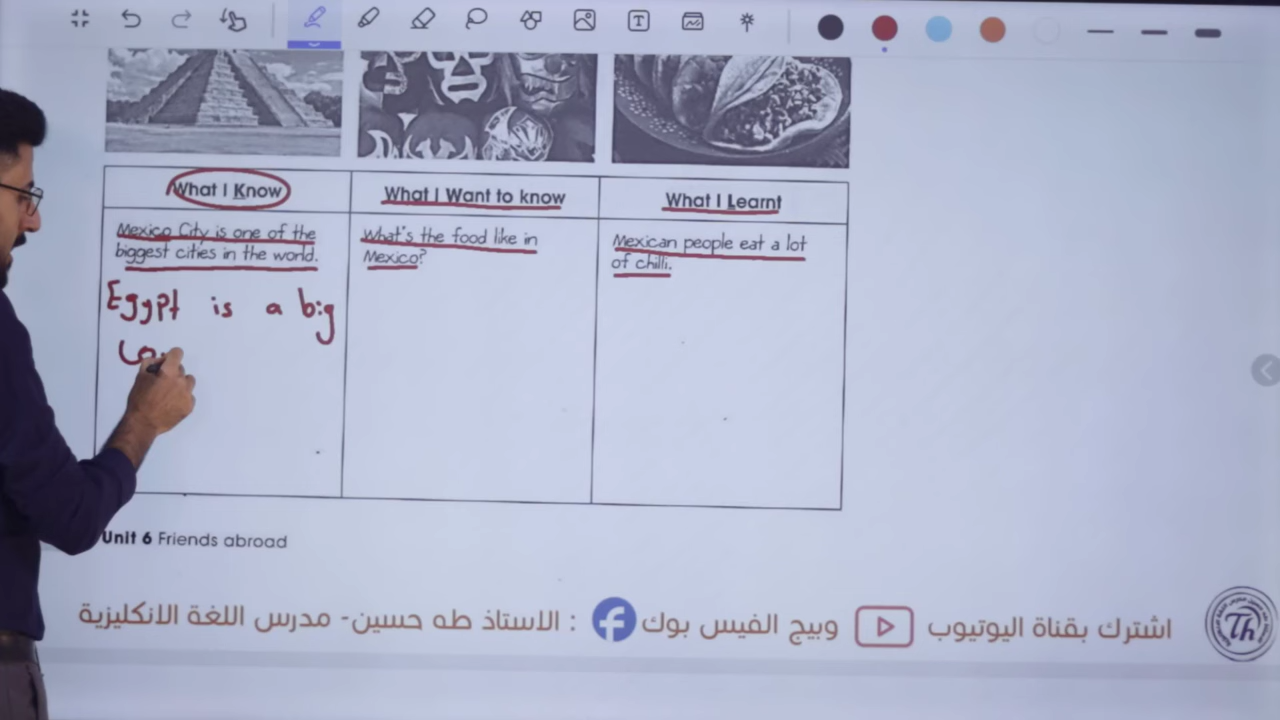 What I Know
What I Want to know
What I Learnt
Mexico City is one of the
biggest cities in the world.
What's the food like in
Mexico?
Mexican people eat a lot
of chilli.
Egypt is a big
Unit 6 Friends abroad
اشترك بقناة اليوتيوب وبيج الفيس بوك : الاستاذ طه حسين- مدرس اللغة الانكليزية
Th